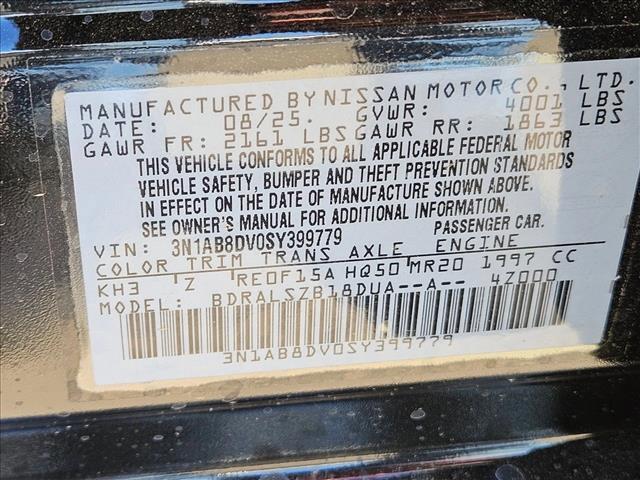 MANUFACTURED BY NISSAN MOTOR CO., LTD.
DATE: 08/25. GVWR: 4001 LBS
GAWR FR: 2161 LBS GAWR RR: 1863 LBS
THIS VEHICLE CONFORMS TO ALL APPLICABLE FEDERAL MOTOR
VEHICLE SAFETY, BUMPER AND THEFT PREVENTION STANDARDS
IN EFFECT ON THE DATE OF MANUFACTURE SHOWN ABOVE.
SEE OWNER'S MANUAL FOR ADDITIONAL INFORMATION.
VIN: 3N1AB8DV0SY399779 PASSENGER CAR.
COLOR TRIM TRANS AXLE ENGINE
KH3 Z RE0F15A HQ50 MR20 1997 CC
MODEL: BDRALSZB18DUA--A-- 4Z000
3N1AB8DV0SY399779